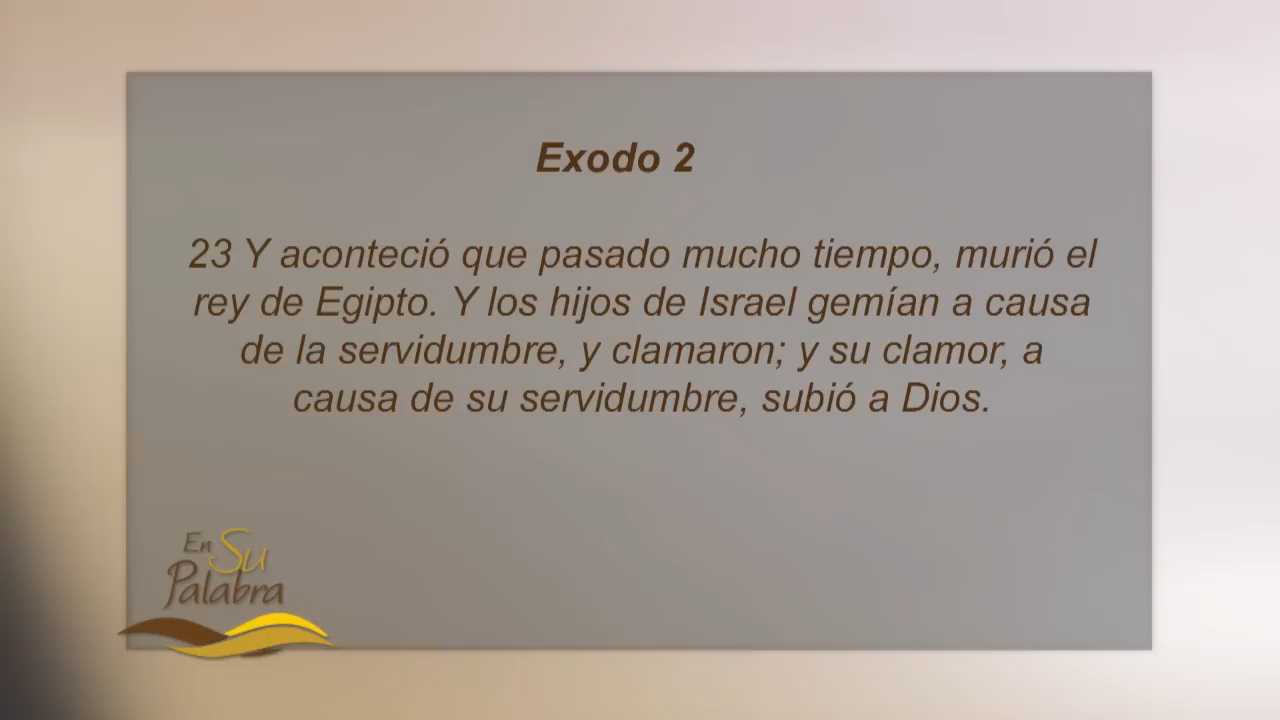 Exodo 2
23 Y aconteció que pasado mucho tiempo, murió el
rey de Egipto. Y los hijos de Israel gemían a causa
de la servidumbre, y clamaron; y su clamor, a
causa de su servidumbre, subió a Dios.
En Su
Palabra